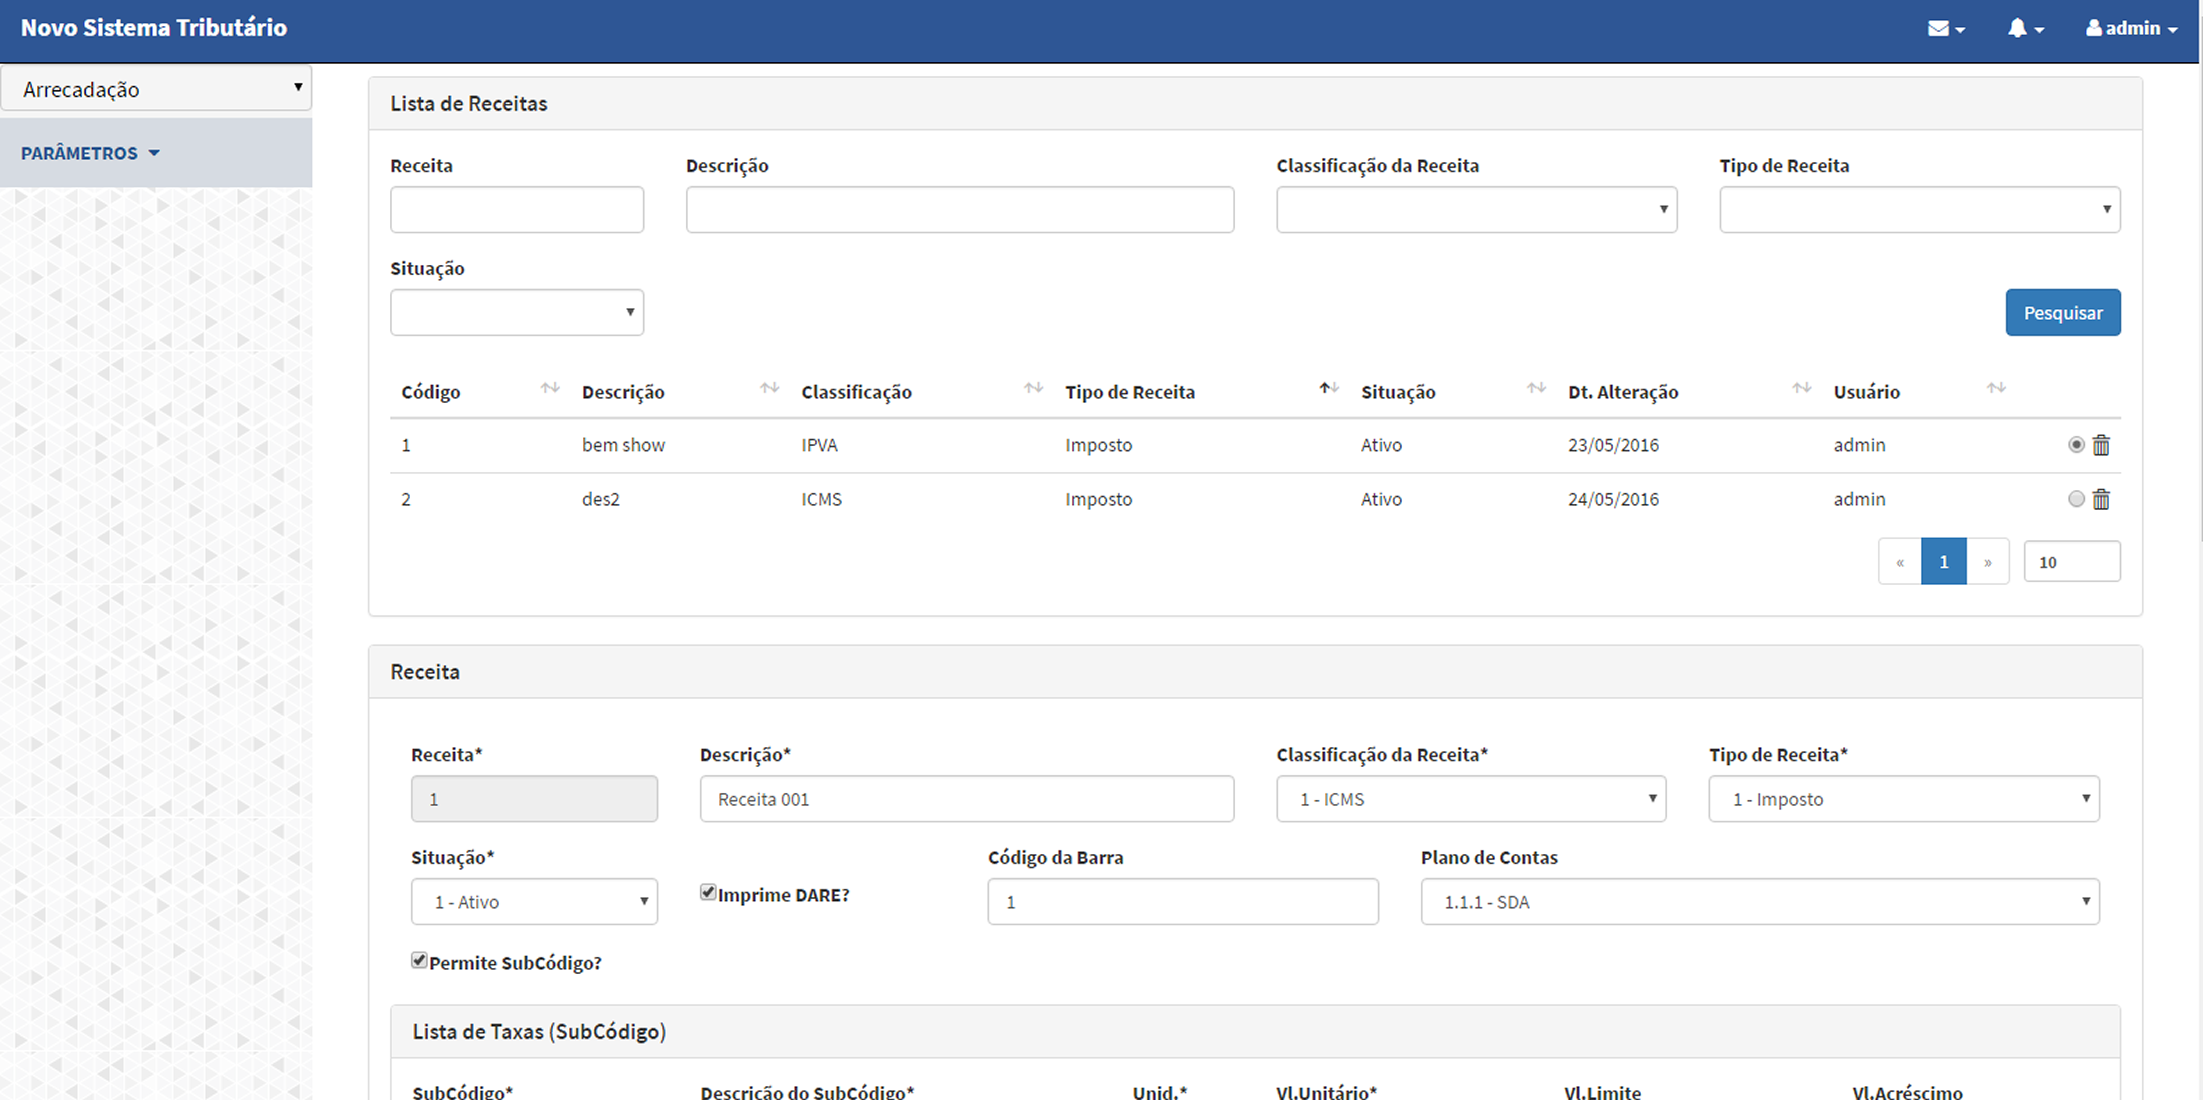 Novo Sistema Tributário
admin
Arrecadação
PARÂMETROS
Lista de Receitas
Receita Descrição Classificação da Receita Tipo de Receita
Situação
Pesquisar
Código Descrição Classificação Tipo de Receita Situação Dt. Alteração Usuário
1 bem show IPVA Imposto Ativo 23/05/2016 admin
2 des2 ICMS Imposto Ativo 24/05/2016 admin
« 1 » 10
Receita
Receita* Descrição* Classificação da Receita* Tipo de Receita*
1 Receita 001 1 - ICMS 1 - Imposto
Situação* Código da Barra Plano de Contas
1 - Ativo Imprime DARE? 1 1.1.1 - SDA
Permite SubCódigo?
Lista de Taxas (SubCódigo)
SubCódigo* Descrição do SubCódigo* Unid.* Vl.Unitário* Vl.Limite Vl.Acréscimo